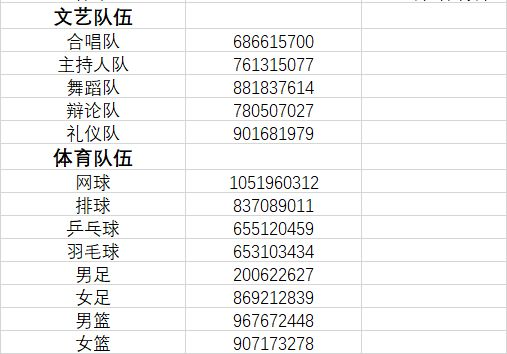 文艺队伍
合唱队 686615700
主持人队 761315077
舞蹈队 881837614
辩论队 780507027
礼仪队 901681979
体育队伍
网球 1051960312
排球 837089011
乒乓球 655120459
羽毛球 653103434
男足 200622627
女足 869212839
男篮 967672448
女篮 907173278